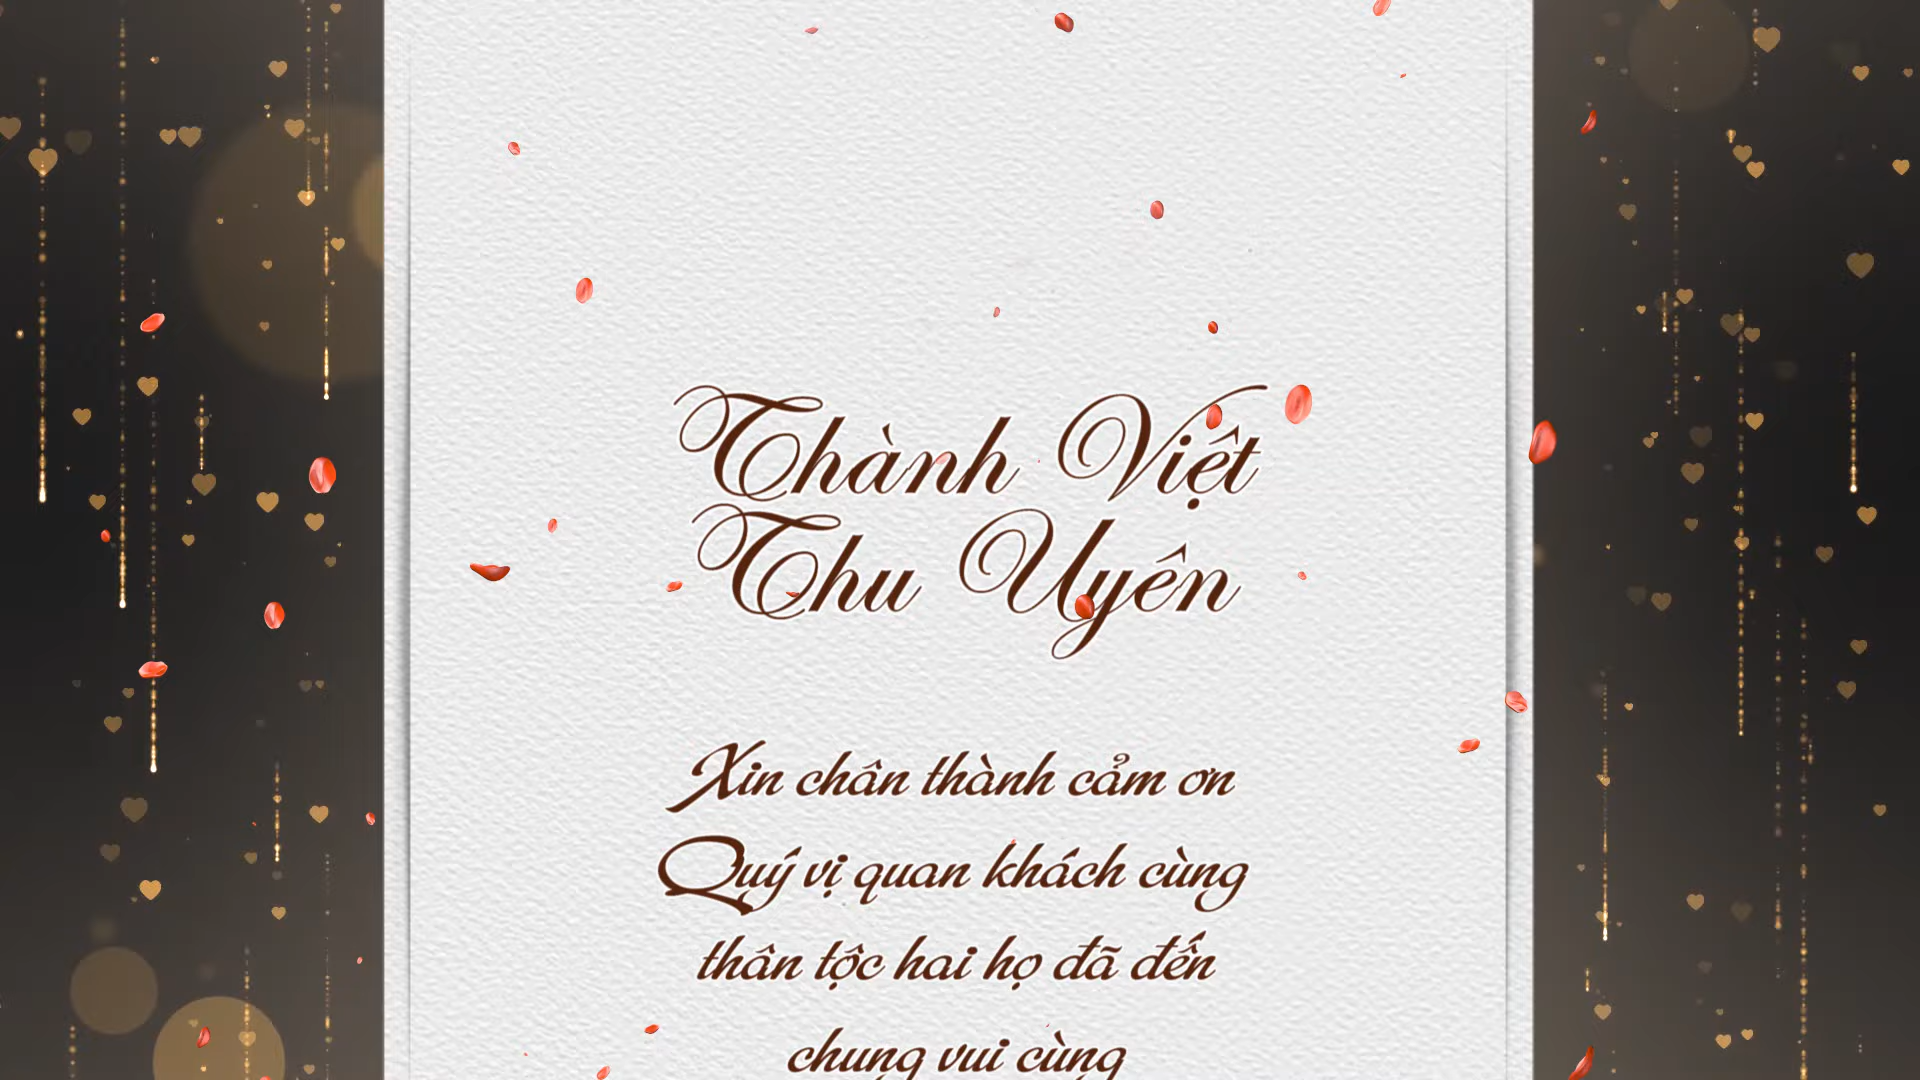 Thành Việt
Thu Uyên
Xin chân thành cảm ơn
Quý vị quan khách cùng
thân tộc hai họ đã đến
chung vui cùng